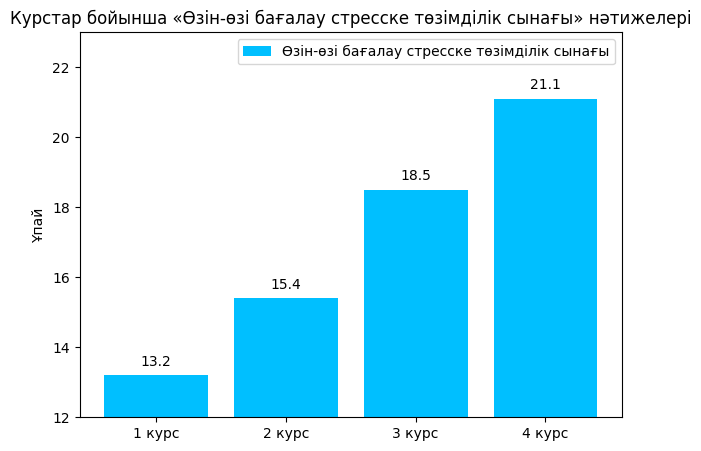 Курстар бойынша «Өзін-өзі бағалау стресске төзімділік сынағы» нәтижелері
Өзін-өзі бағалау стресске төзімділік сынағы
Ұпай
22
20
18
16
14
12
13.2
15.4
18.5
21.1
1 курс
2 курс
3 курс
4 курс